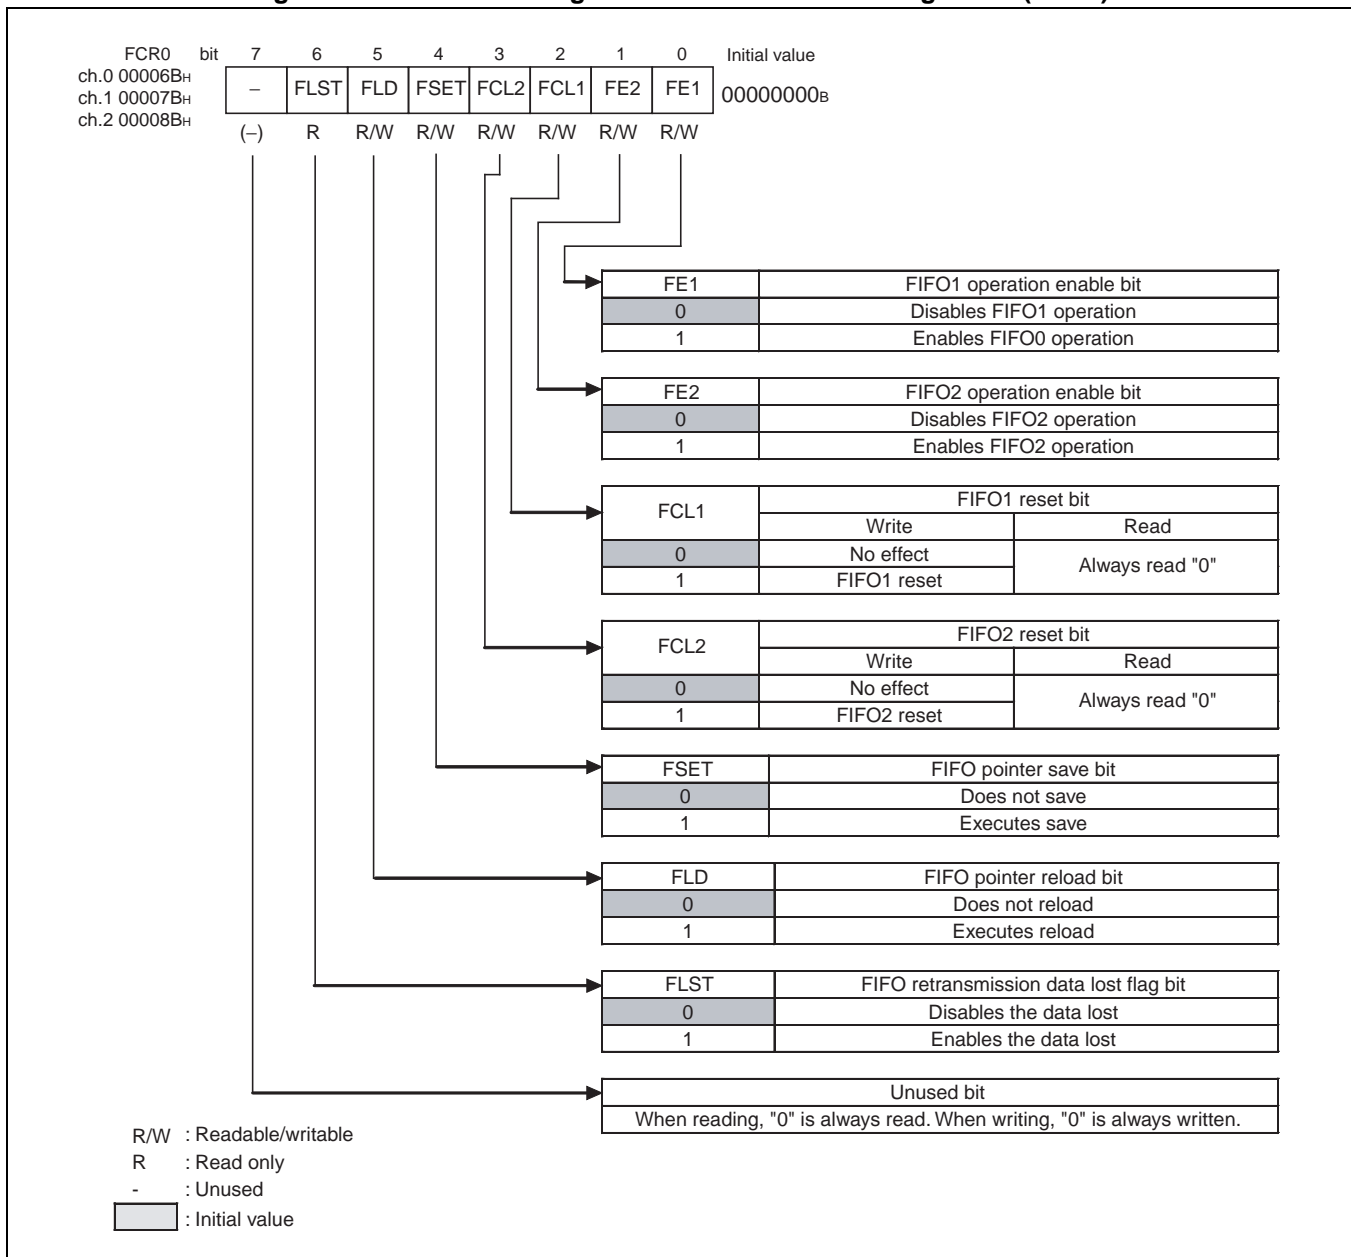 FCR0 bit 7 6 5 4 3 2 1 0 Initial value
ch.0 00006BH
ch.1 00007BH
ch.2 00008BH
– FLST FLD FSET FCL2 FCL1 FE2 FE1 00000000B
(–) R R/W R/W R/W R/W R/W R/W
FE1 FIFO1 operation enable bit
0 Disables FIFO1 operation
1 Enables FIFO0 operation
FE2 FIFO2 operation enable bit
0 Disables FIFO2 operation
1 Enables FIFO2 operation
FCL1 FIFO1 reset bit
Write Read
0 No effect Always read "0"
1 FIFO1 reset
FCL2 FIFO2 reset bit
Write Read
0 No effect Always read "0"
1 FIFO2 reset
FSET FIFO pointer save bit
0 Does not save
1 Executes save
FLD FIFO pointer reload bit
0 Does not reload
1 Executes reload
FLST FIFO retransmission data lost flag bit
0 Disables the data lost
1 Enables the data lost
Unused bit
When reading, "0" is always read. When writing, "0" is always written.
R/W : Readable/writable
R : Read only
- : Unused
: Initial value